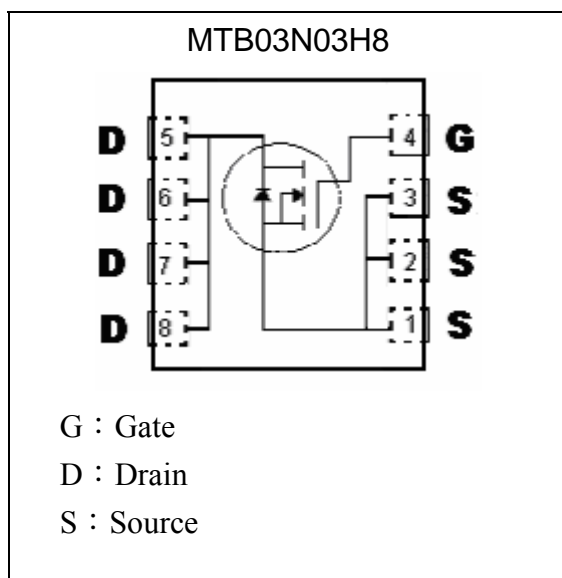 MTB03N03H8
D 5 4 G
D 6 3 S
D 7 2 S
D 8 1 S
G：Gate
D：Drain
S：Source